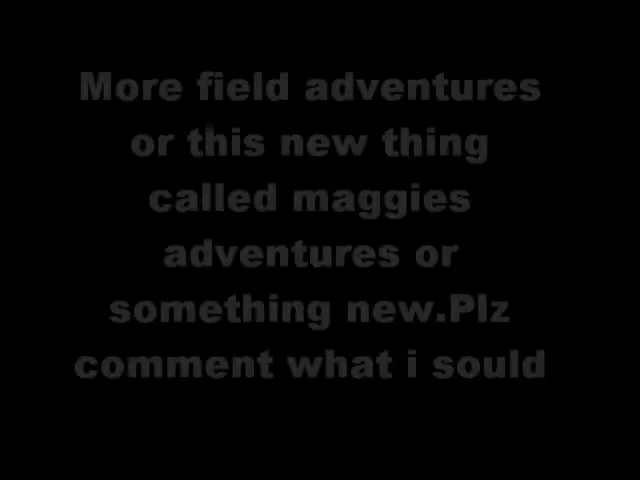 More field adventures
or this new thing
called maggies
adventures or
something new.Plz
comment what i sould